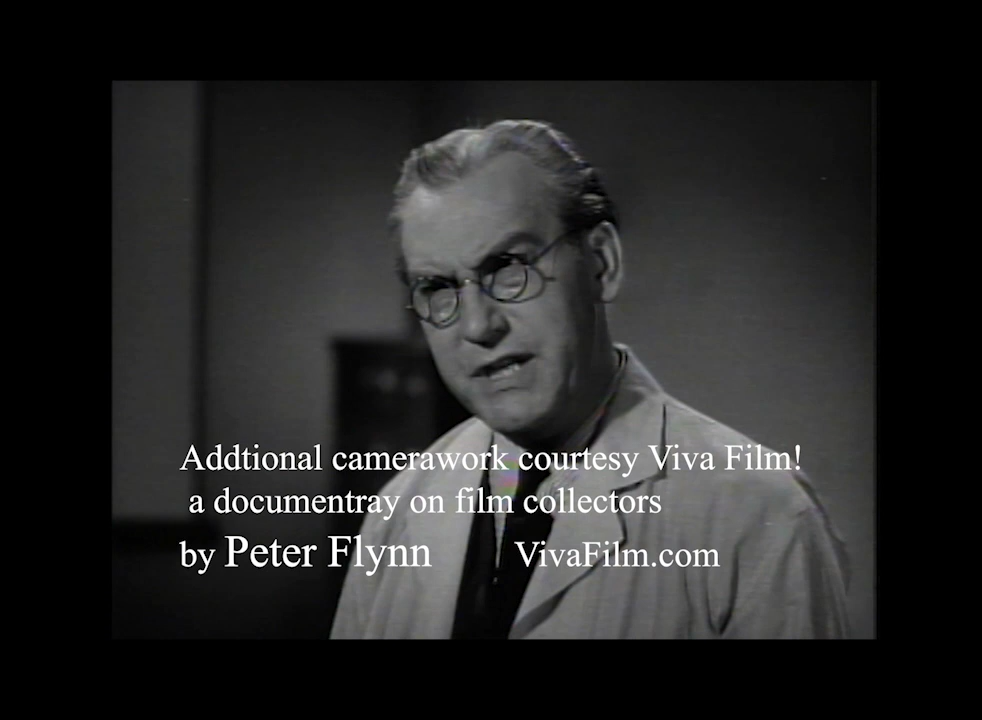 Addtional camerawork courtesy Viva Film!
a documentray on film collectors
by Peter Flynn VivaFilm.com